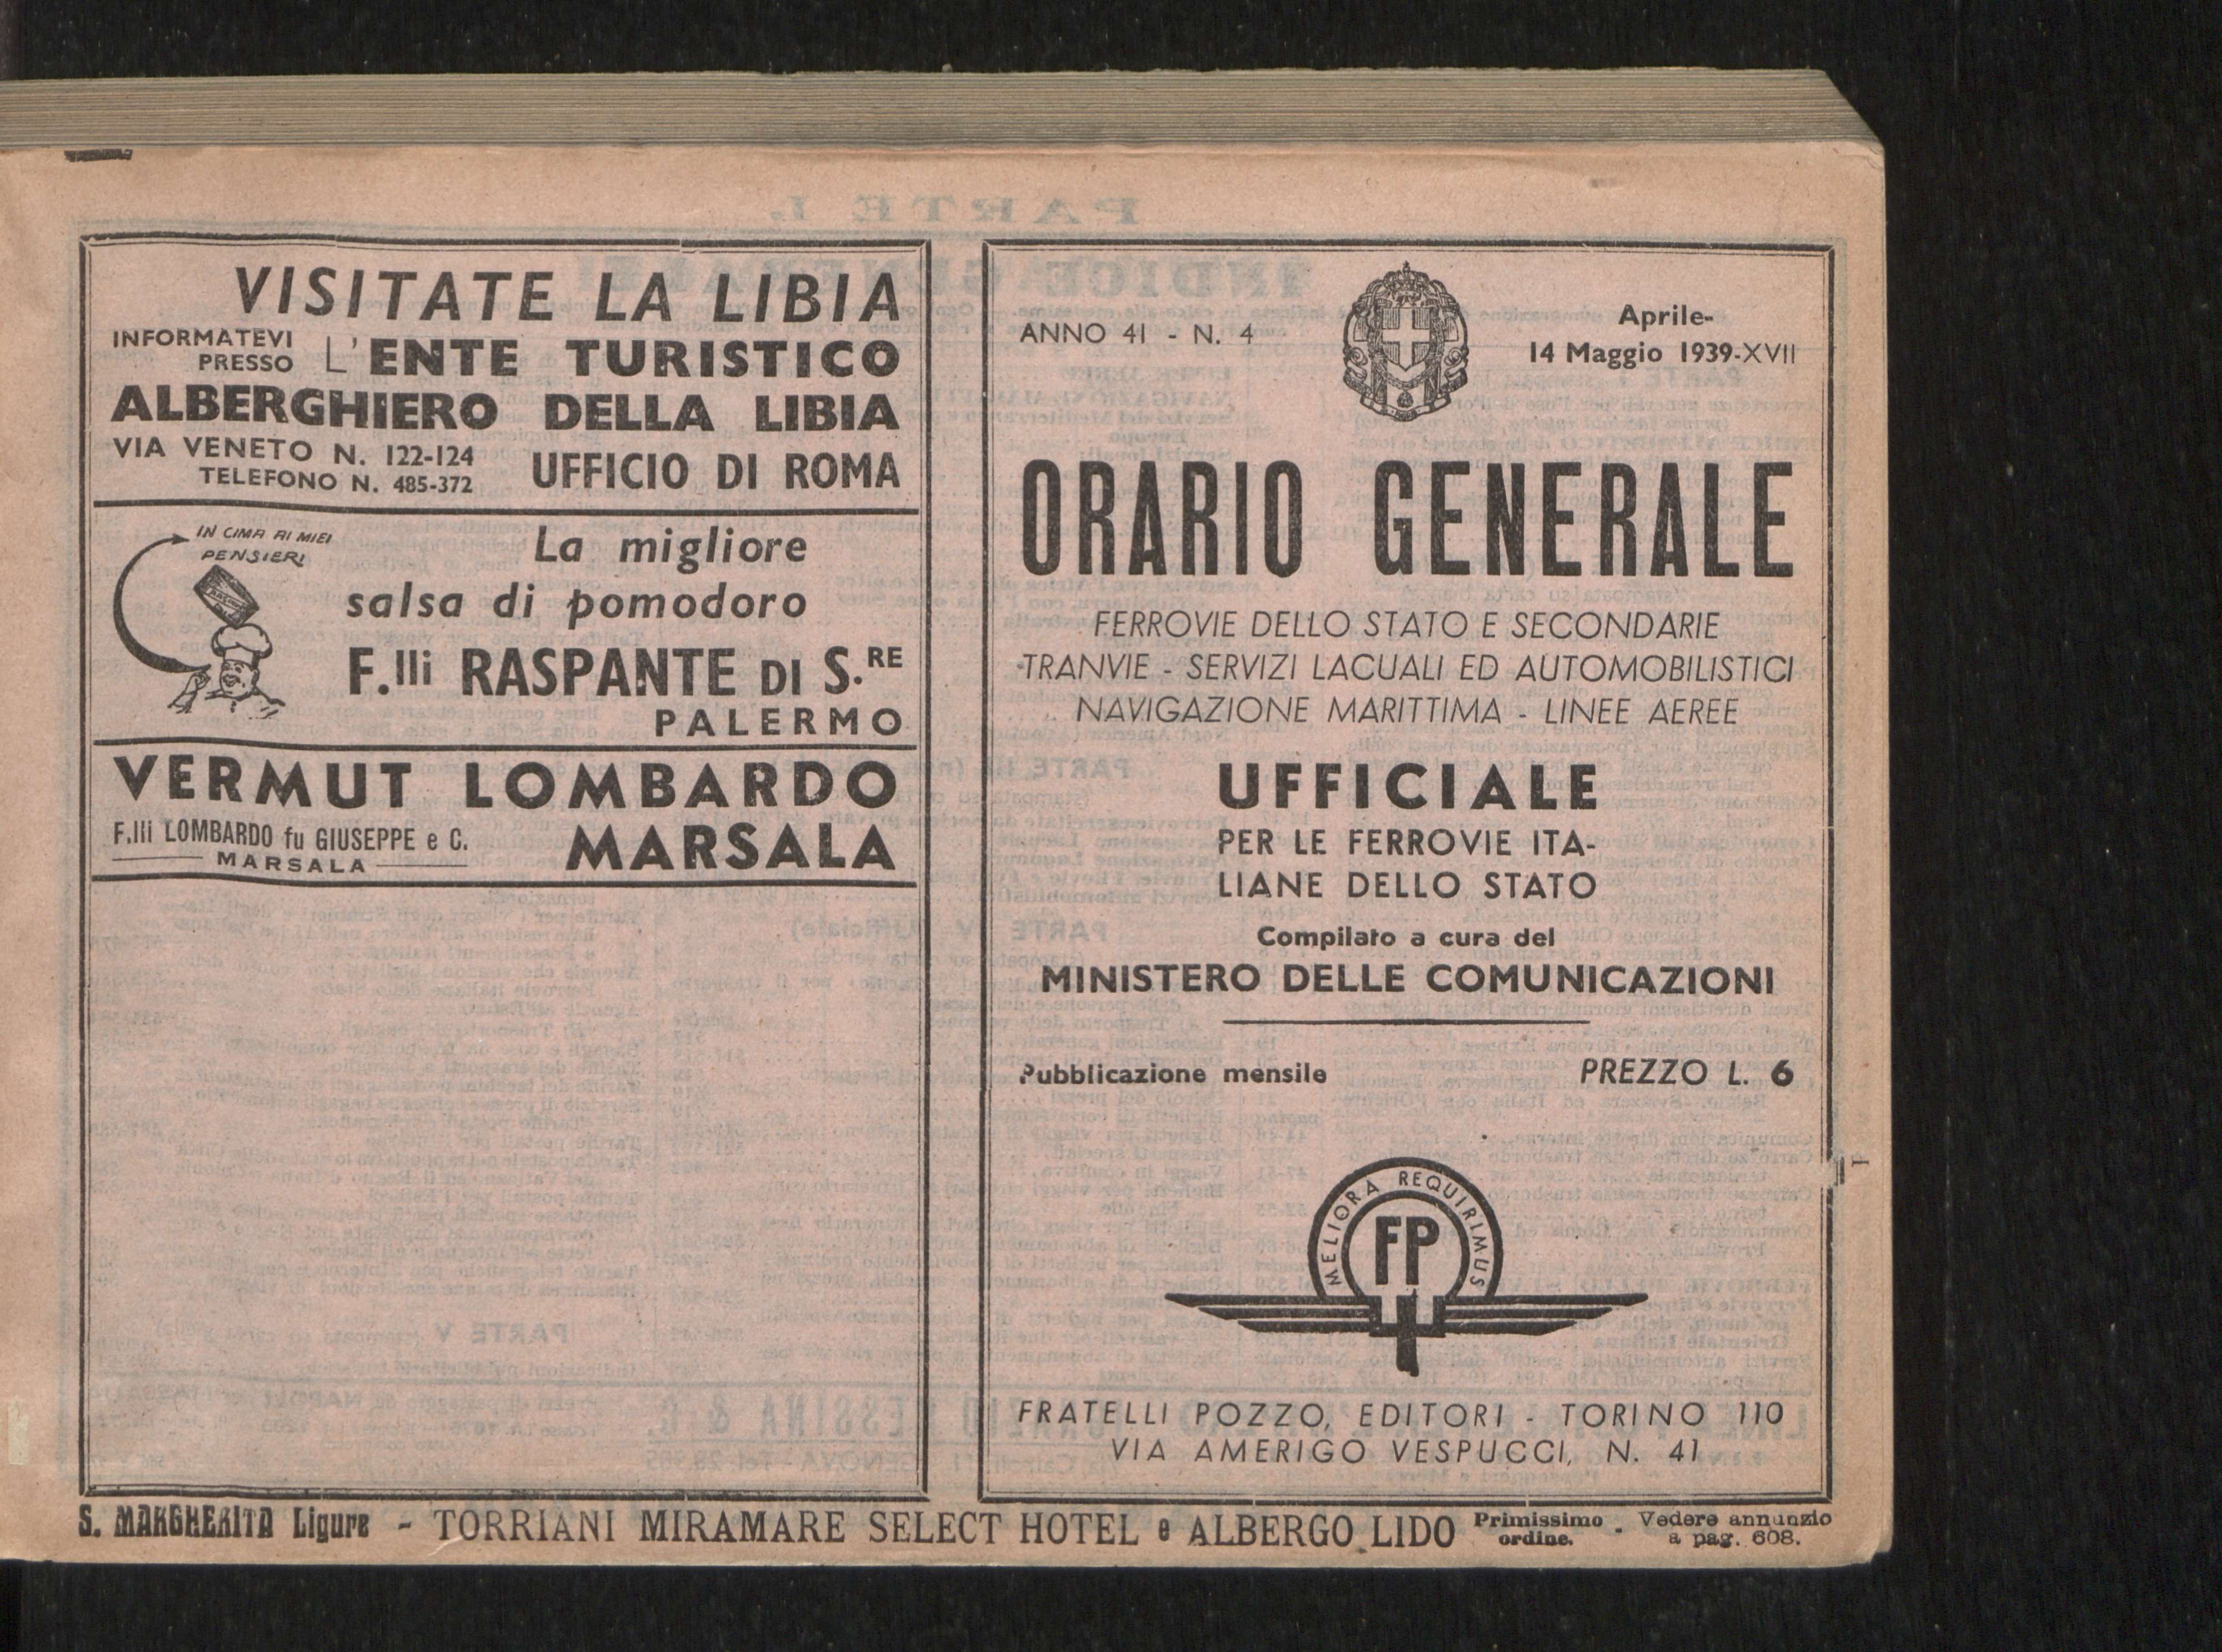 VISITATE LA LIBIA
INFORMATEVI
PRESSO L'ENTE TURISTICO
ALBERGHIERO DELLA LIBIA
VIA VENETO N. 122-124
TELEFONO N. 485-372
UFFICIO DI ROMA
IN CIMA AI MIEI
PENSIERI
La migliore
salsa di pomodoro
F.lli RASPANTE DI S.RE
PALERMO
VERMUT LOMBARDO
F.lli LOMBARDO fu GIUSEPPE e C.
MARSALA
MARSALA
ANNO 41 - N. 4
Aprile-
14 Maggio 1939-XVII
ORARIO GENERALE
FERROVIE DELLO STATO E SECONDARIE
TRANVIE - SERVIZI LACUALI ED AUTOMOBILISTICI
NAVIGAZIONE MARITTIMA - LINEE AEREE
UFFICIALE
PER LE FERROVIE ITA-
LIANE DELLO STATO
Compilato a cura del
MINISTERO DELLE COMUNICAZIONI
Pubblicazione mensile PREZZO L. 6
MELIORA REQUIRIMUS
FP
FRATELLI POZZO, EDITORI - TORINO 110
VIA AMERIGO VESPUCCI, N. 41
S. MARGHERITA Ligure - TORRIANI MIRAMARE SELECT HOTEL e ALBERGO LIDO Primissimo ordine. - Vedere annunzio a pag. 608.